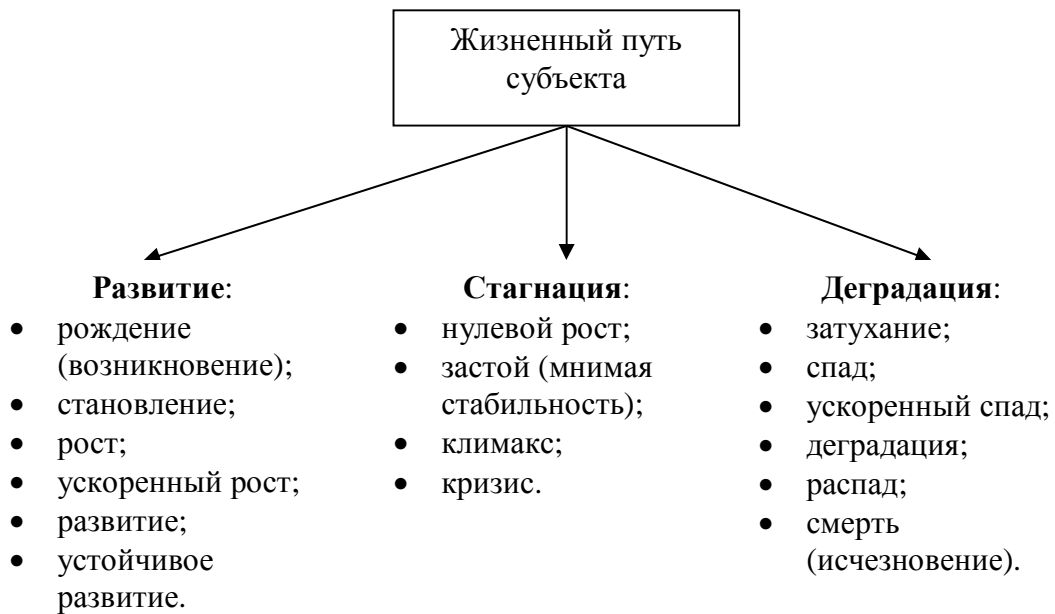 Жизненный путь
субъекта
Развитие:
• рождение
(возникновение);
• становление;
• рост;
• ускоренный рост;
• развитие;
• устойчивое
развитие.
Стагнация:
• нулевой рост;
• застой (мнимая
стабильность);
• климакс;
• кризис.
Деградация:
• затухание;
• спад;
• ускоренный спад;
• деградация;
• распад;
• смерть
(исчезновение).